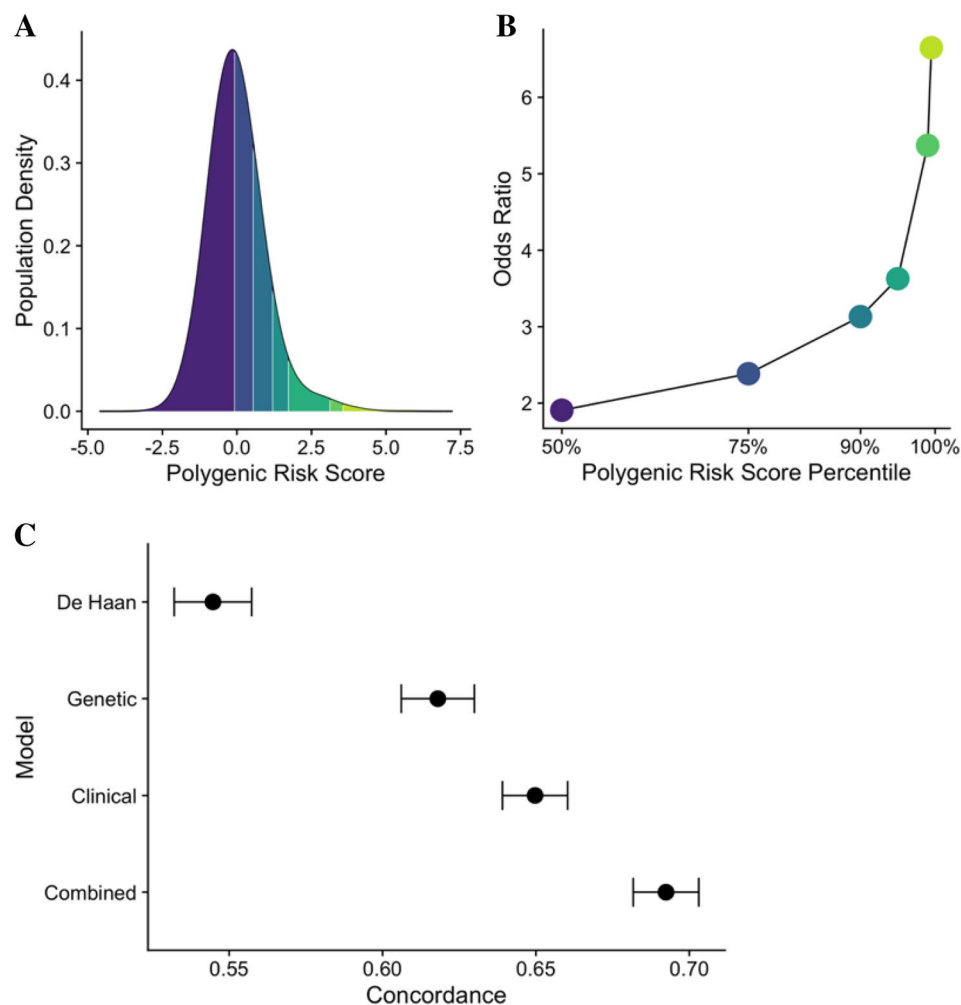 A
Population Density
0.4
0.3
0.2
0.1
0.0
-5.0 -2.5 0.0 2.5 5.0 7.5
Polygenic Risk Score
B
Odds Ratio
6
5
4
3
2
50% 75% 90% 100%
Polygenic Risk Score Percentile
C
Model
De Haan
Genetic
Clinical
Combined
0.55 0.60 0.65 0.70
Concordance